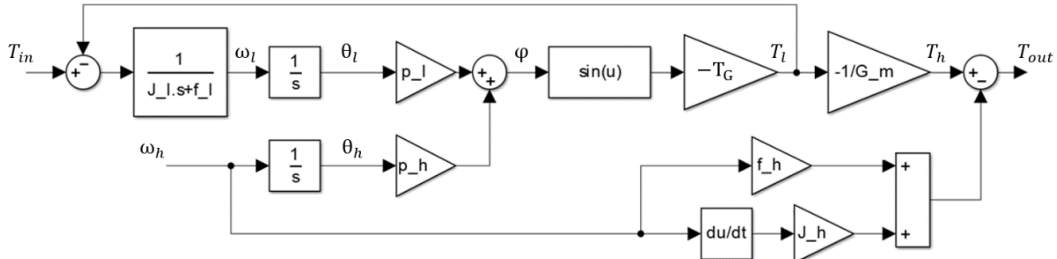 T_in
+ −
1
J_l.s+f_l
ω_l
1
s
θ_l
p_l
+
+
φ
sin(u)
−T_G
T_l
-1/G_m
T_h
+ −
T_out
ω_h
1
s
θ_h
p_h
f_h
du/dt
J_h
+
+